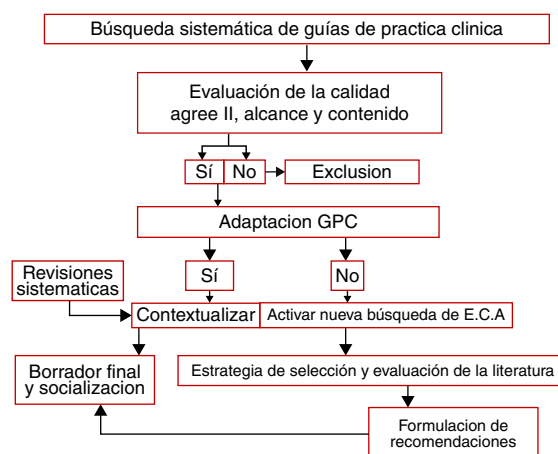 Búsqueda sistemática de guías de practica clinica
Evaluación de la calidad
agree II, alcance y contenido
Sí
No
Exclusion
Adaptacion GPC
Sí
No
Revisiones
sistematicas
Contextualizar
Activar nueva búsqueda de E.C.A
Borrador final
y socializacion
Estrategia de selección y evaluación de la literatura
Formulacion de
recomendaciones